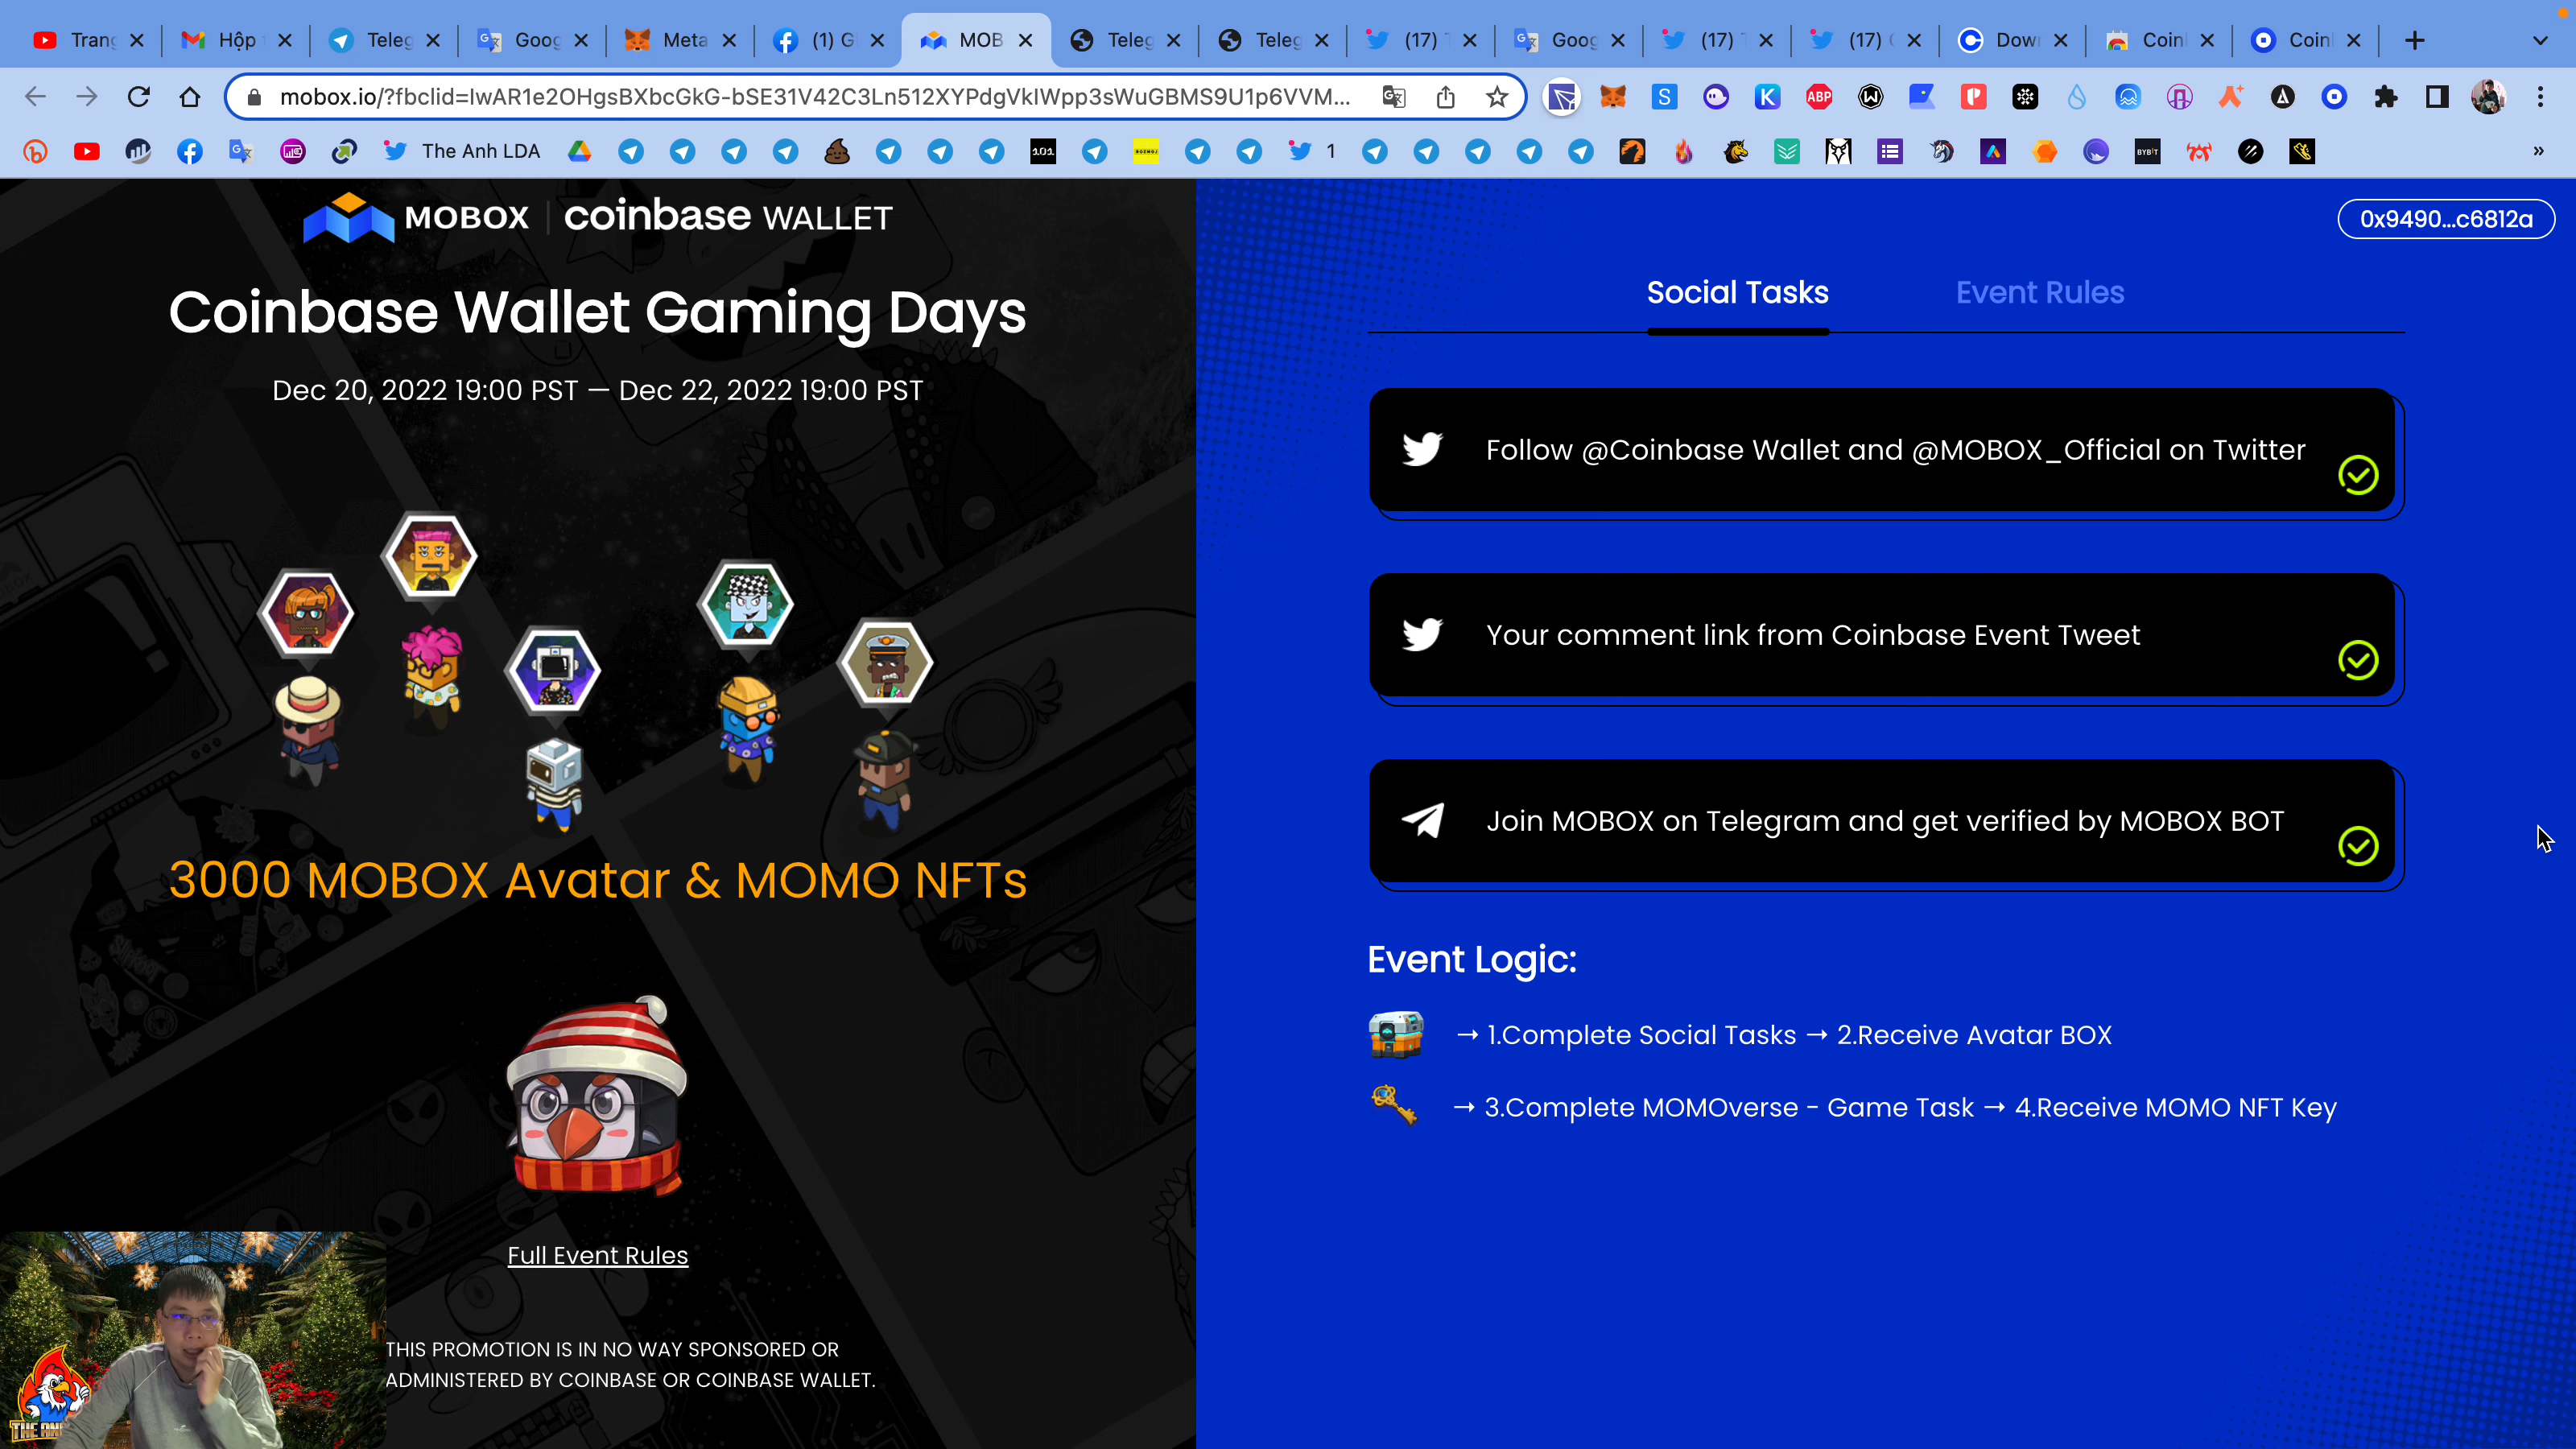 Trang
Hộp
Teleg
Goog
Meta
(1) G
MOB
Teleg
Teleg
(17)
Goog
(17)
(17)
Dow
Coin
Coin
mobox.io/?fbclid=IwAR1e2OHgsBXbcGkG-bSE31V42C3Ln512XYPdgVkIWpp3sWuGBMS9U1p6VVM...
ABP
The Anh LDA
101
1
BYBIT
MOBOX | coinbase WALLET
Coinbase Wallet Gaming Days
Dec 20, 2022 19:00 PST — Dec 22, 2022 19:00 PST
3000 MOBOX Avatar & MOMO NFTs
Full Event Rules
THIS PROMOTION IS IN NO WAY SPONSORED OR
ADMINISTERED BY COINBASE OR COINBASE WALLET.
0x9490...c6812a
Social Tasks
Event Rules
Follow @Coinbase Wallet and @MOBOX_Official on Twitter
Your comment link from Coinbase Event Tweet
Join MOBOX on Telegram and get verified by MOBOX BOT
Event Logic:
→ 1.Complete Social Tasks → 2.Receive Avatar BOX
→ 3.Complete MOMOverse - Game Task → 4.Receive MOMO NFT Key